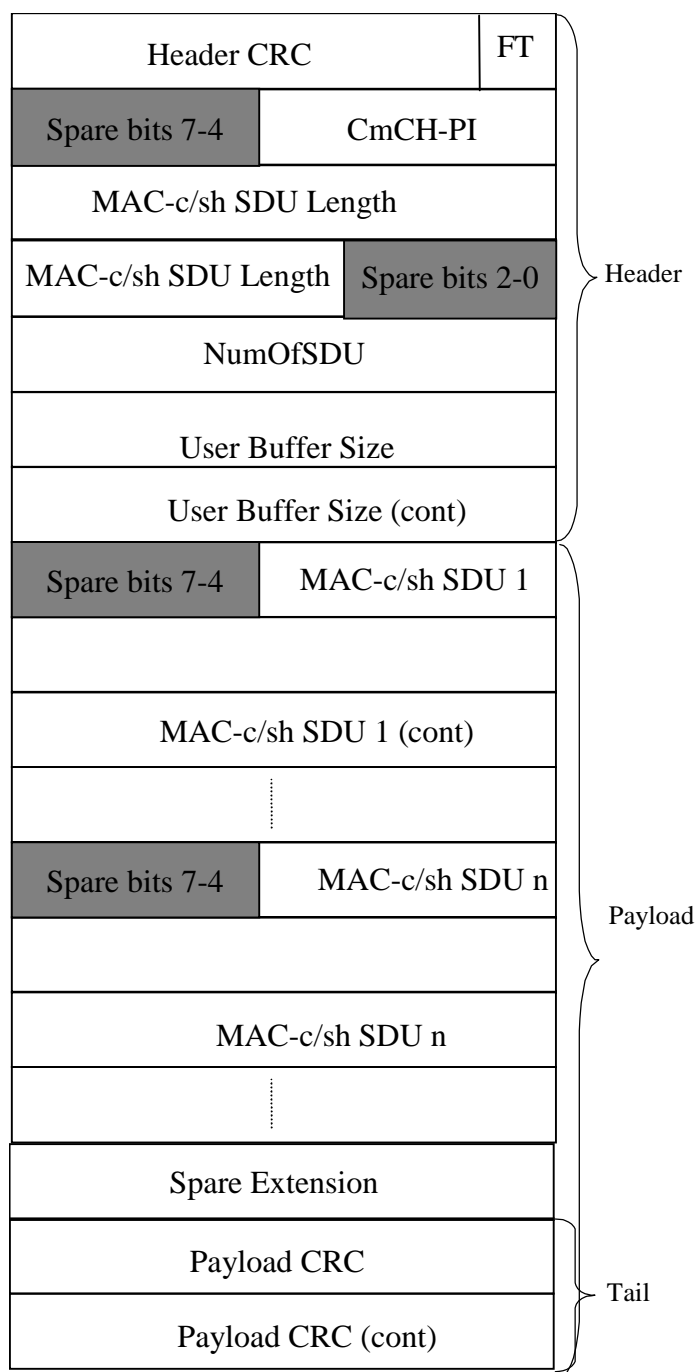 Header CRC FT
Spare bits 7-4 CmCH-PI
MAC-c/sh SDU Length
MAC-c/sh SDU Length Spare bits 2-0
Header
NumOfSDU
User Buffer Size
User Buffer Size (cont)
Spare bits 7-4 MAC-c/sh SDU 1
MAC-c/sh SDU 1 (cont)
Spare bits 7-4 MAC-c/sh SDU n
Payload
MAC-c/sh SDU n
Spare Extension
Payload CRC
Tail
Payload CRC (cont)